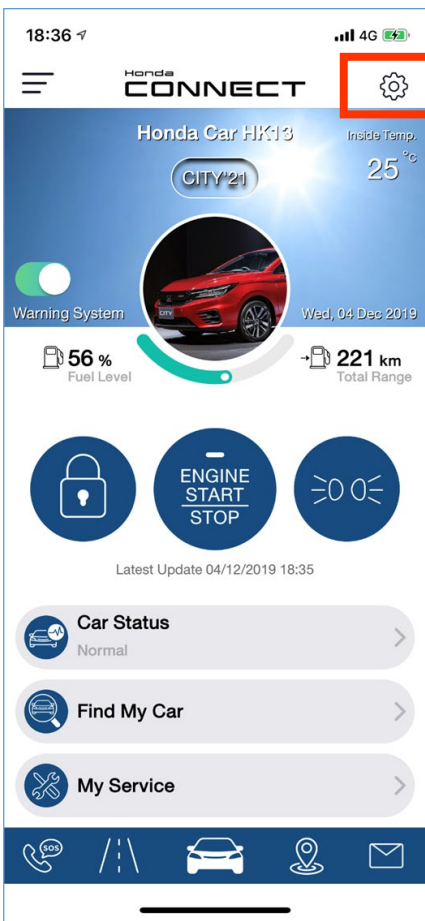 18:36
4G
Honda
CONNECT
Honda Car HK13
Inside Temp.
CITY'21
25 °C
CITY
Warning System
Wed, 04 Dec 2019
56 %
Fuel Level
221 km
Total Range
ENGINE
START
STOP
Latest Update 04/12/2019 18:35
Car Status
Normal
Find My Car
My Service
SOS